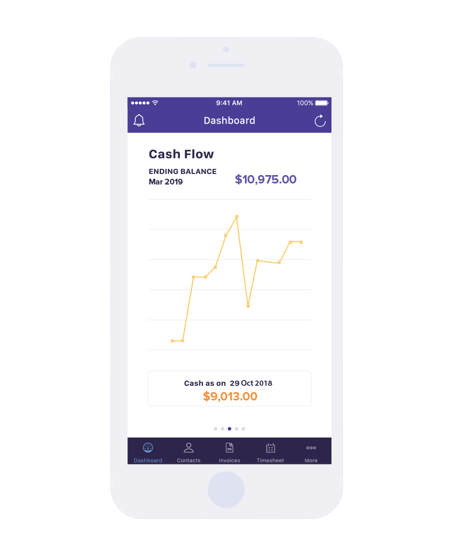 9:41 AM 100%
Dashboard
Cash Flow
ENDING BALANCE
Mar 2019 $10,975.00
Cash as on 29 Oct 2018
$9,013.00
Dashboard Contacts Invoices Timesheet More